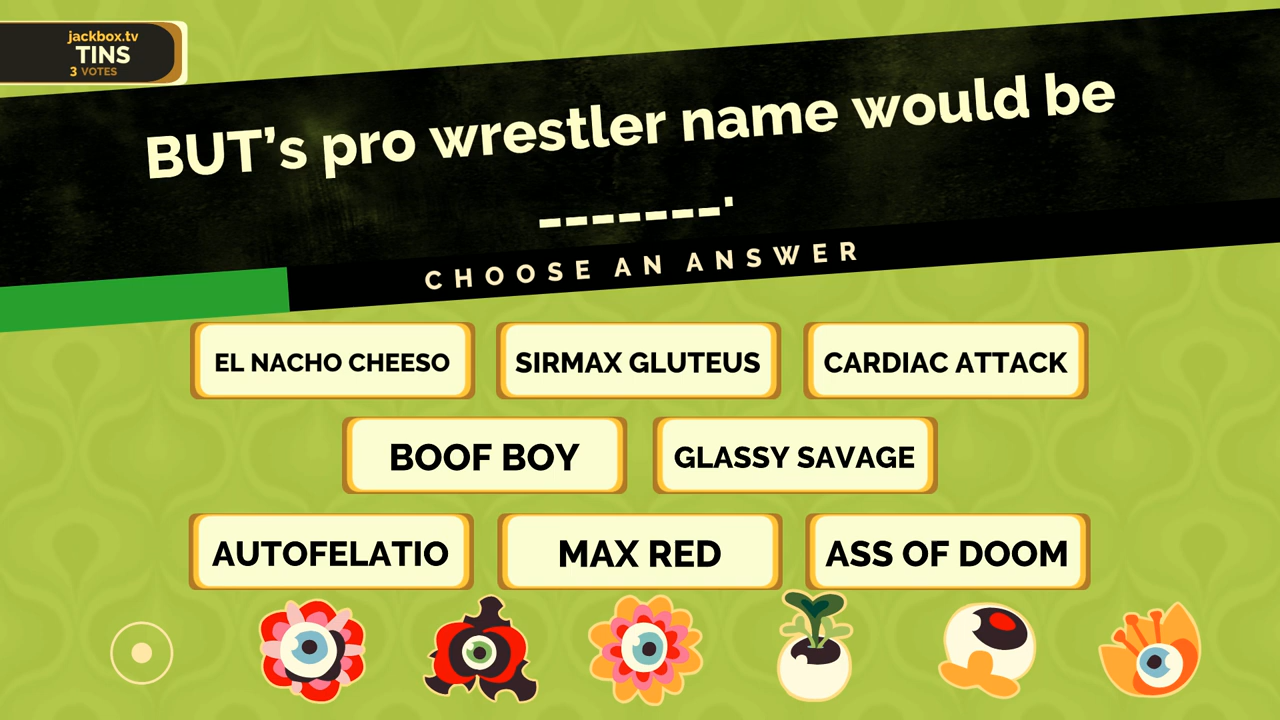 jackbox.tv
TINS
3 VOTES
BUT's pro wrestler name would be
_______.
CHOOSE AN ANSWER
EL NACHO CHEESO
SIRMAX GLUTEUS
CARDIAC ATTACK
BOOF BOY
GLASSY SAVAGE
AUTOFELATIO
MAX RED
ASS OF DOOM